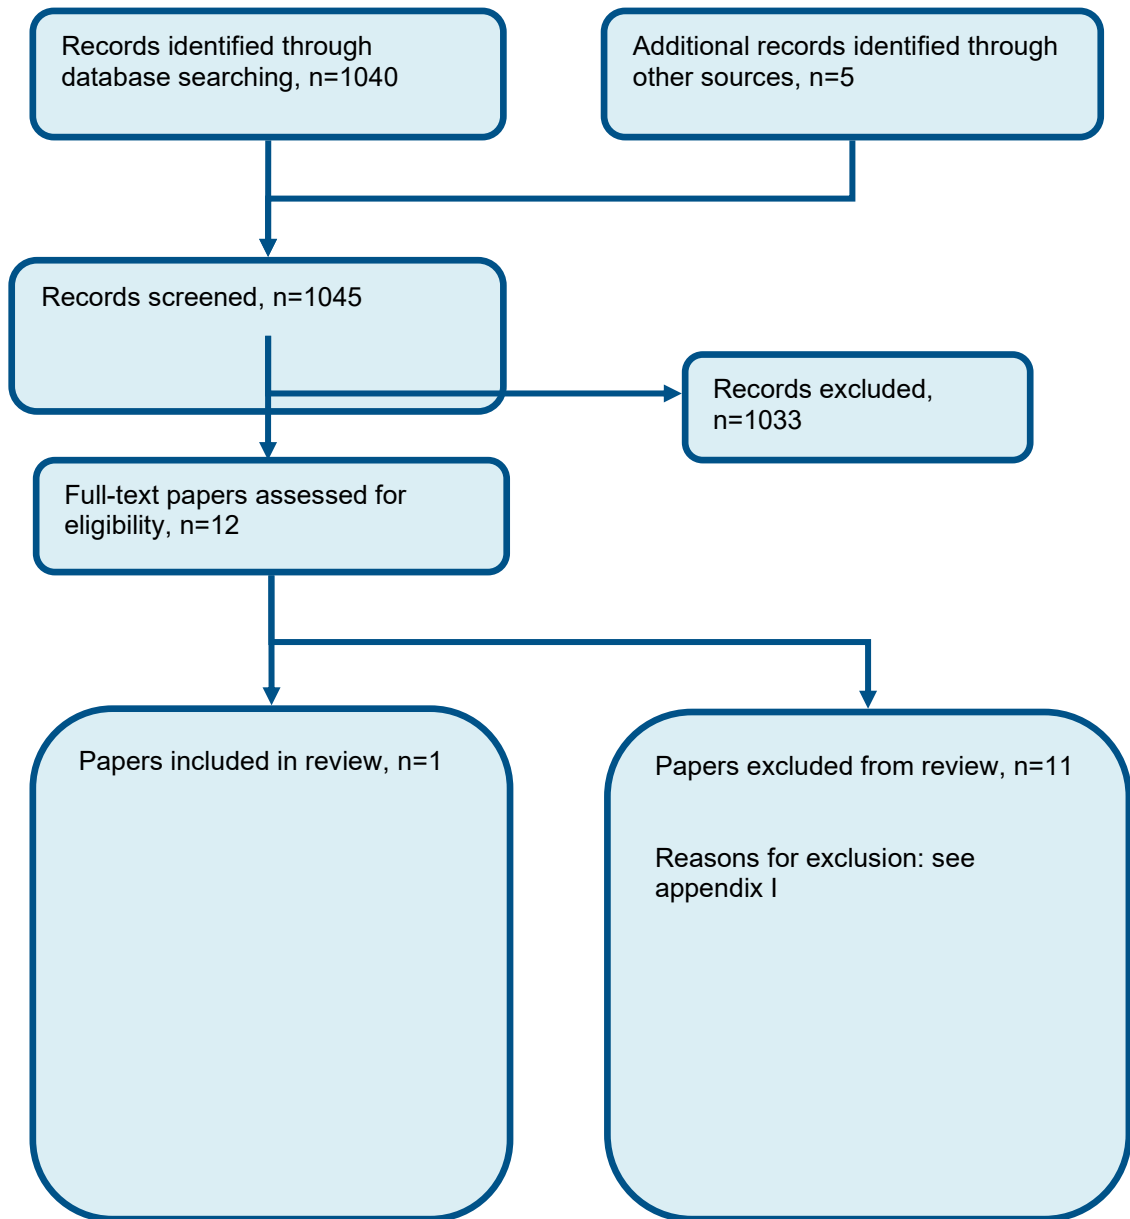 Records identified through
database searching, n=1040
Additional records identified through
other sources, n=5
Records screened, n=1045
Records excluded,
n=1033
Full-text papers assessed for
eligibility, n=12
Papers included in review, n=1
Papers excluded from review, n=11
Reasons for exclusion: see
appendix I